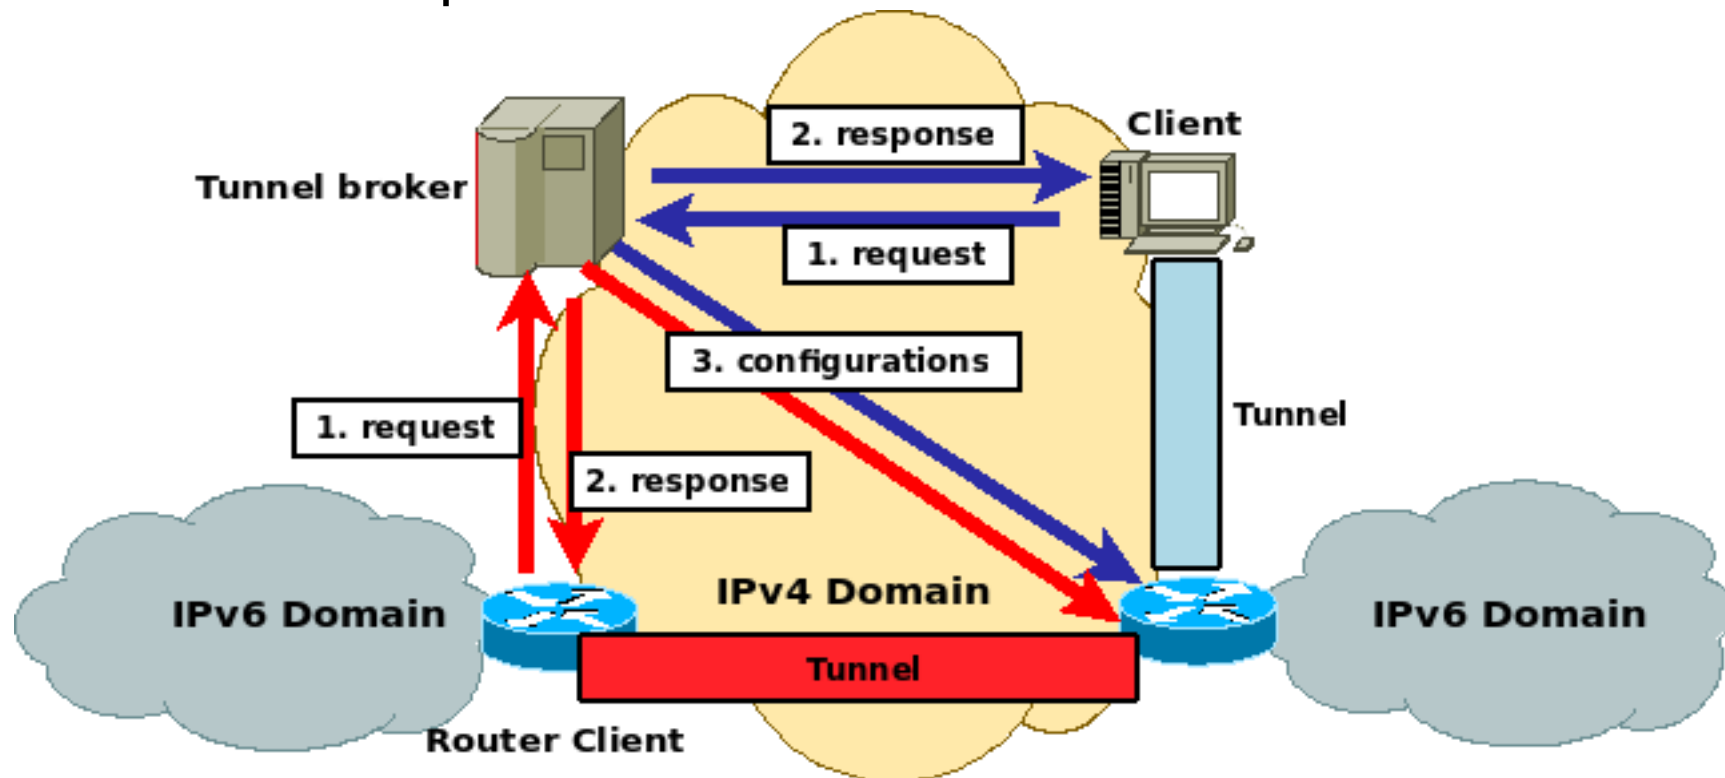 2. response
Client
Tunnel broker
1. request
3. configurations
1. request
Tunnel
2. response
IPv4 Domain
IPv6 Domain
IPv6 Domain
Tunnel
Router Client